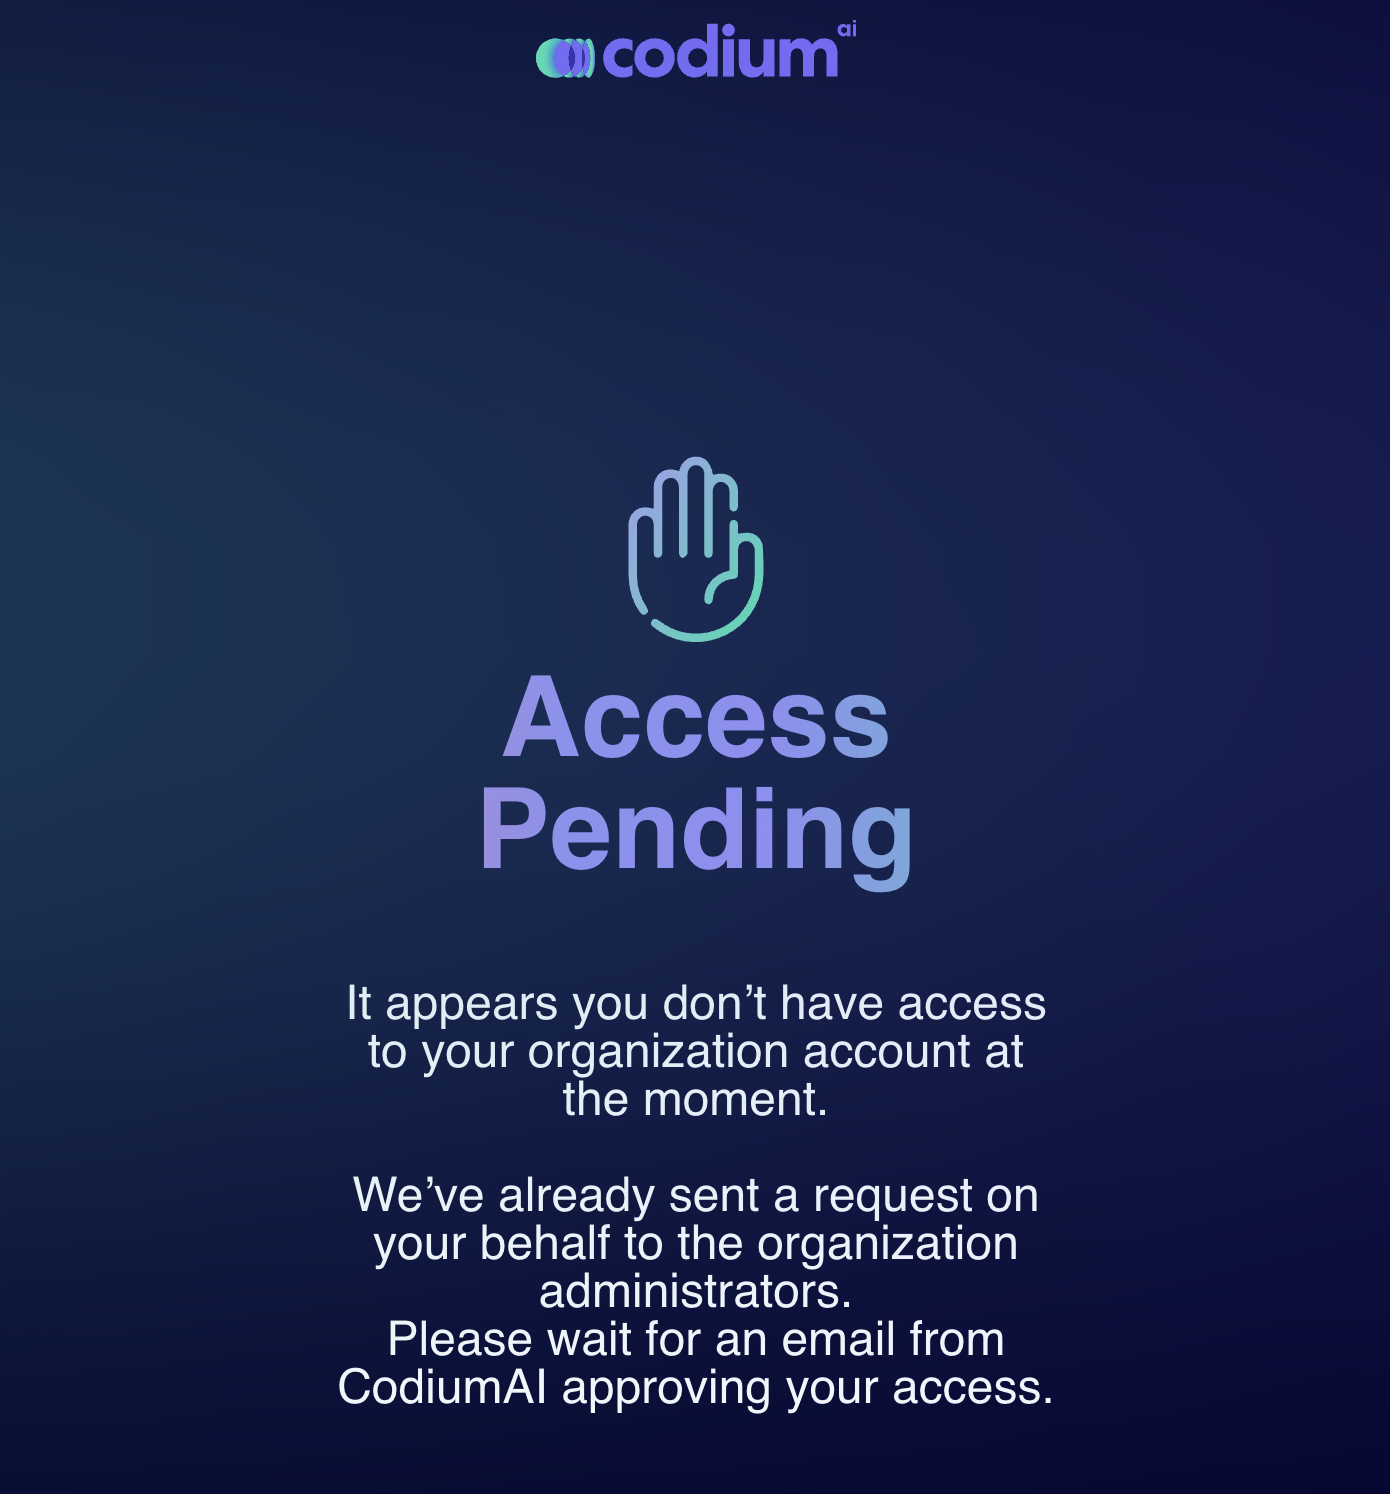 codium ai
Access
Pending
It appears you don’t have access
to your organization account at
the moment.
We’ve already sent a request on
your behalf to the organization
administrators.
Please wait for an email from
CodiumAI approving your access.